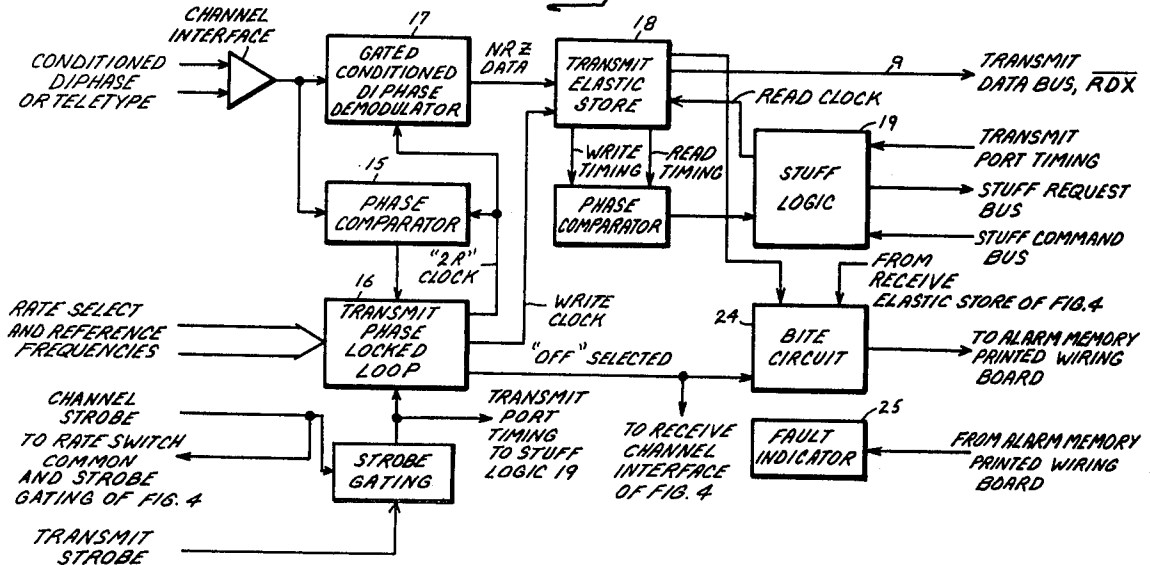 CHANNEL
INTERFACE
CONDITIONED
DIPHASE
OR TELETYPE
17
GATED
CONDITIONED
DIPHASE
DEMODULATOR
NRZ
DATA
18
TRANSMIT
ELASTIC
STORE
9
TRANSMIT
DATA BUS, RDX
READ CLOCK
19
STUFF
LOGIC
TRANSMIT
PORT TIMING
STUFF REQUEST
BUS
STUFF COMMAND
BUS
WRITE
TIMING
READ
TIMING
PHASE
COMPARATOR
15
PHASE
COMPARATOR
"2R"
CLOCK
16
TRANSMIT
PHASE
LOCKED
LOOP
RATE SELECT
AND REFERENCE
FREQUENCIES
WRITE
CLOCK
"OFF" SELECTED
FROM
RECEIVE
ELASTIC STORE OF FIG.4
24
BITE
CIRCUIT
TO ALARM MEMORY
PRINTED WIRING
BOARD
CHANNEL
STROBE
TO RATE SWITCH
COMMON
AND STROBE
GATING OF FIG. 4
STROBE
GATING
TRANSMIT
PORT
TIMING
TO STUFF
LOGIC 19
TO RECEIVE
CHANNEL
INTERFACE
OF FIG. 4
25
FAULT
INDICATOR
FROM ALARM MEMORY
PRINTED WIRING
BOARD
TRANSMIT
STROBE